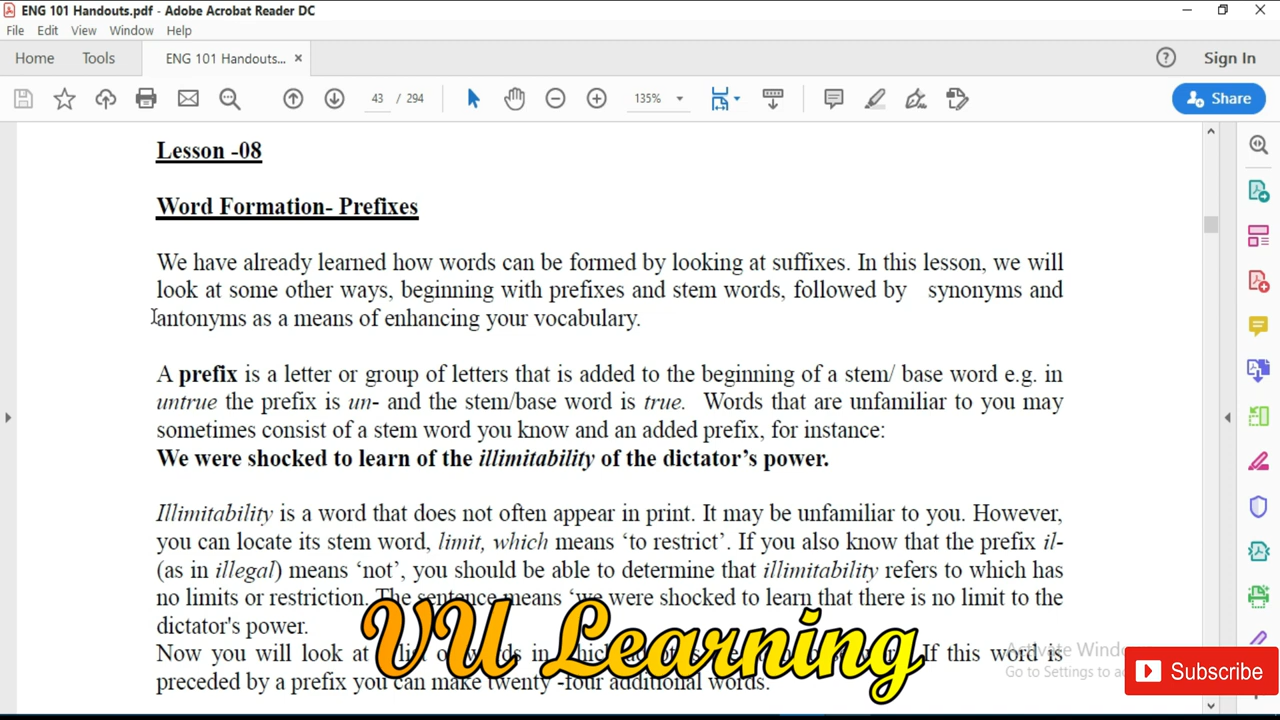 ENG 101 Handouts.pdf - Adobe Acrobat Reader DC
File Edit View Window Help
Home Tools ENG 101 Handouts... × Sign In
43 / 294 135% Share
Lesson -08
Word Formation- Prefixes
We have already learned how words can be formed by looking at suffixes. In this lesson, we will
look at some other ways, beginning with prefixes and stem words, followed by synonyms and
antonyms as a means of enhancing your vocabulary.
A prefix is a letter or group of letters that is added to the beginning of a stem/ base word e.g. in
untrue the prefix is un- and the stem/base word is true. Words that are unfamiliar to you may
sometimes consist of a stem word you know and an added prefix, for instance:
We were shocked to learn of the illimitability of the dictator's power.
Illimitability is a word that does not often appear in print. It may be unfamiliar to you. However,
you can locate its stem word, limit, which means ‘to restrict’. If you also know that the prefix il-
(as in illegal) means ‘not’, you should be able to determine that illimitability refers to which has
no limits or restriction. The sentence means ‘we were shocked to learn that there is no limit to the
dictator's power.
VU Learning
Now you will look at list words in If this word is
Activate
Go to Settings to
Subscribe
preceded by a prefix you can make twenty -four additional words.